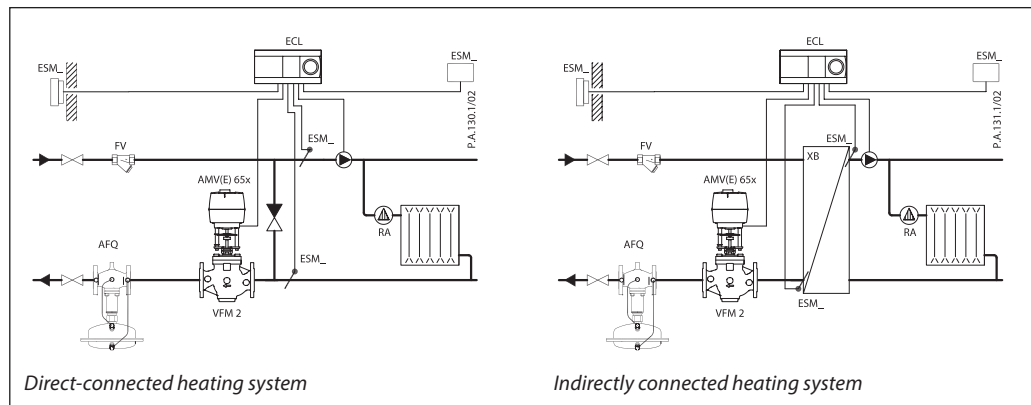 ECL
ESM_
ESM_
P.A.130.1/02
FV
ESM_
AMV(E) 65x
RA
AFQ
ESM_
VFM 2
Direct-connected heating system
ECL
ESM_
ESM_
P.A.131.1/02
FV
ESM_
XB
AMV(E) 65x
RA
AFQ
ESM_
VFM 2
Indirectly connected heating system